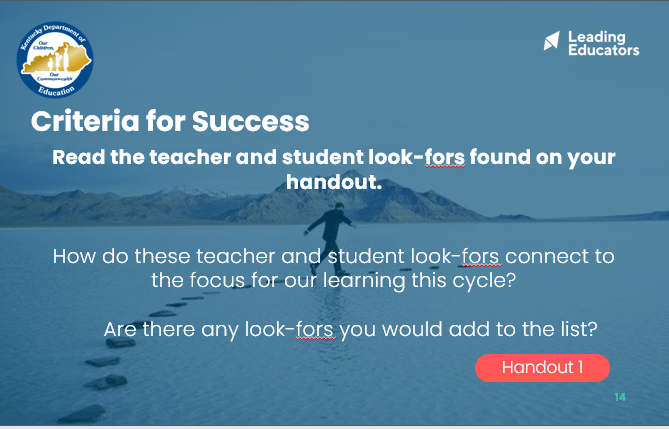 Kentucky Department of
Our
Children,
Our
Commonwealth
Education
Leading
Educators
Criteria for Success
Read the teacher and student look-fors found on your
handout.
How do these teacher and student look-fors connect to
the focus for our learning this cycle?
Are there any look-fors you would add to the list?
Handout 1
14